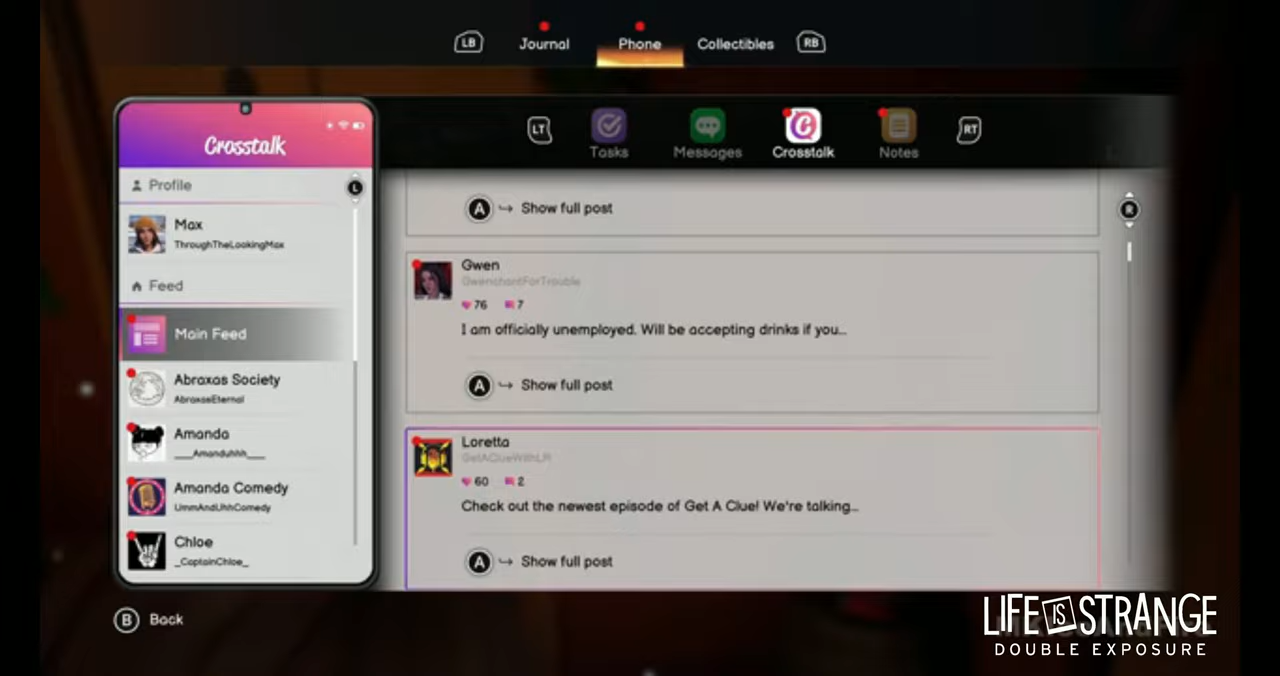 LB Journal Phone Collectibles RB
LT Tasks Messages Crosstalk Notes RT
Crosstalk
Profile
L
Max
ThroughTheLookingMax
Feed
Main Feed
Abraxas Society
AbraxasEternal
Amanda
___Amanduhhh___
Amanda Comedy
UmmAndUhhComedy
Chloe
_CaptainChloe_
A Show full post
R
Gwen
GwenchantForTrouble
76 7
I am officially unemployed. Will be accepting drinks if you...
A Show full post
Loretta
GetAClueWithLR
60 2
Check out the newest episode of Get A Clue! We're talking...
A Show full post
B Back
LIFE IS STRANGE
DOUBLE EXPOSURE